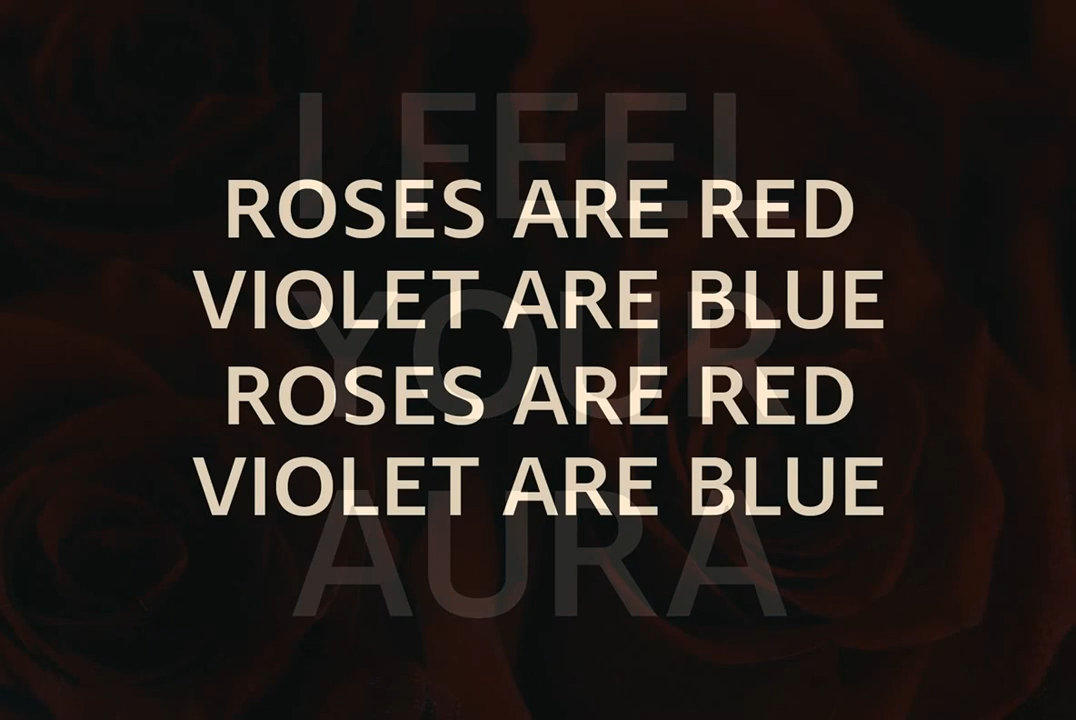 I FEEL
ROSES ARE RED
VIOLET ARE BLUE
YOUR
ROSES ARE RED
VIOLET ARE BLUE
AURA